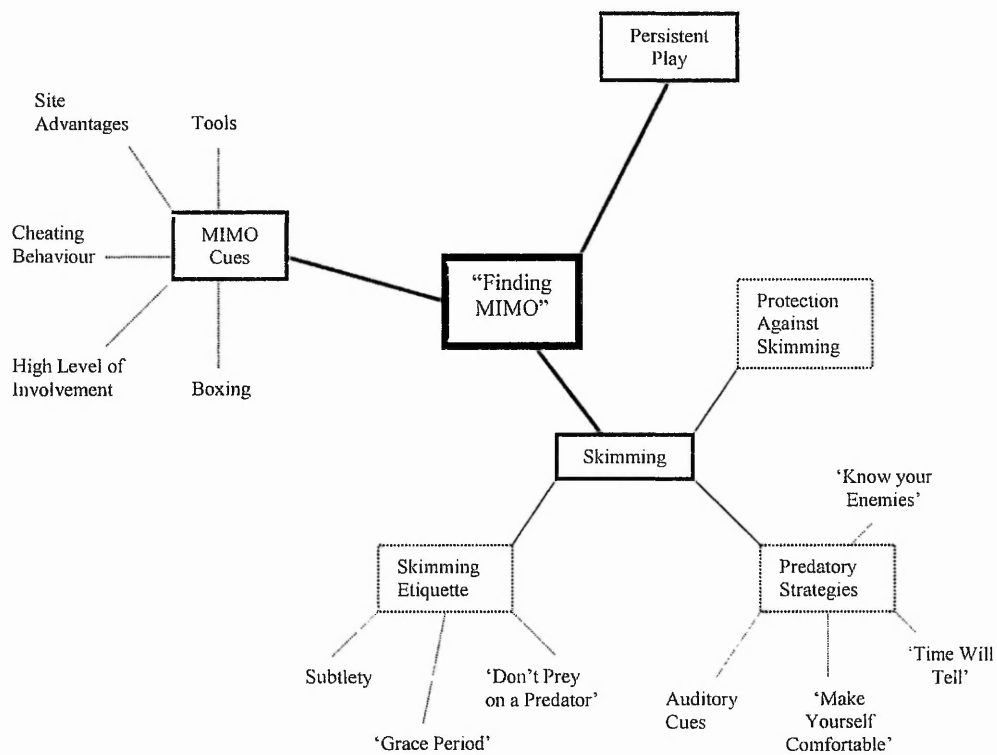 Persistent
Play
Site
Advantages
Tools
Cheating
Behaviour
MIMO
Cues
High Level of
Involvement
Boxing
“Finding
MIMO”
Protection
Against
Skimming
Skimming
‘Know your
Enemies’
Skimming
Etiquette
Predatory
Strategies
Subtlety
‘Grace Period’
‘Don’t Prey
on a Predator’
Auditory
Cues
‘Make
Yourself
Comfortable’
‘Time Will
Tell’